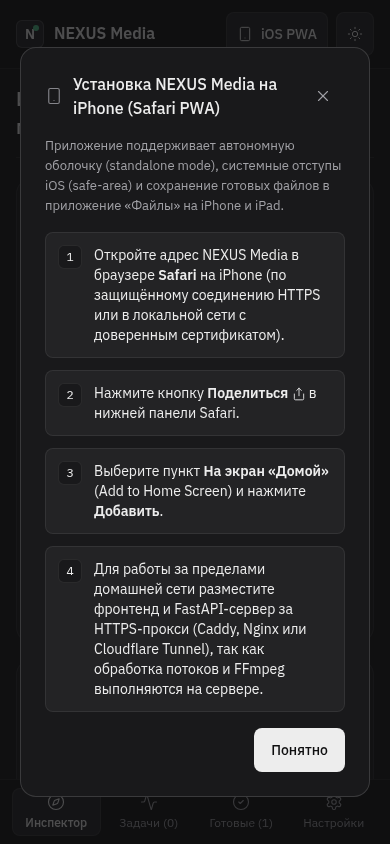 N NEXUS Media iOS PWA
Установка NEXUS Media на
iPhone (Safari PWA)
Приложение поддерживает автономную
оболочку (standalone mode), системные отступы
iOS (safe-area) и сохранение готовых файлов в
приложение «Файлы» на iPhone и iPad.
1 Откройте адрес NEXUS Media в
браузере Safari на iPhone (по
защищённому соединению HTTPS
или в локальной сети с
доверенным сертификатом).
2 Нажмите кнопку Поделиться в
нижней панели Safari.
3 Выберите пункт На экран «Домой»
(Add to Home Screen) и нажмите
Добавить.
4 Для работы за пределами
домашней сети разместите
фронтенд и FastAPI-сервер за
HTTPS-прокси (Caddy, Nginx или
Cloudflare Tunnel), так как
обработка потоков и FFmpeg
выполняются на сервере.
Понятно
Инспектор Задачи (0) Готовые (1) Настройки